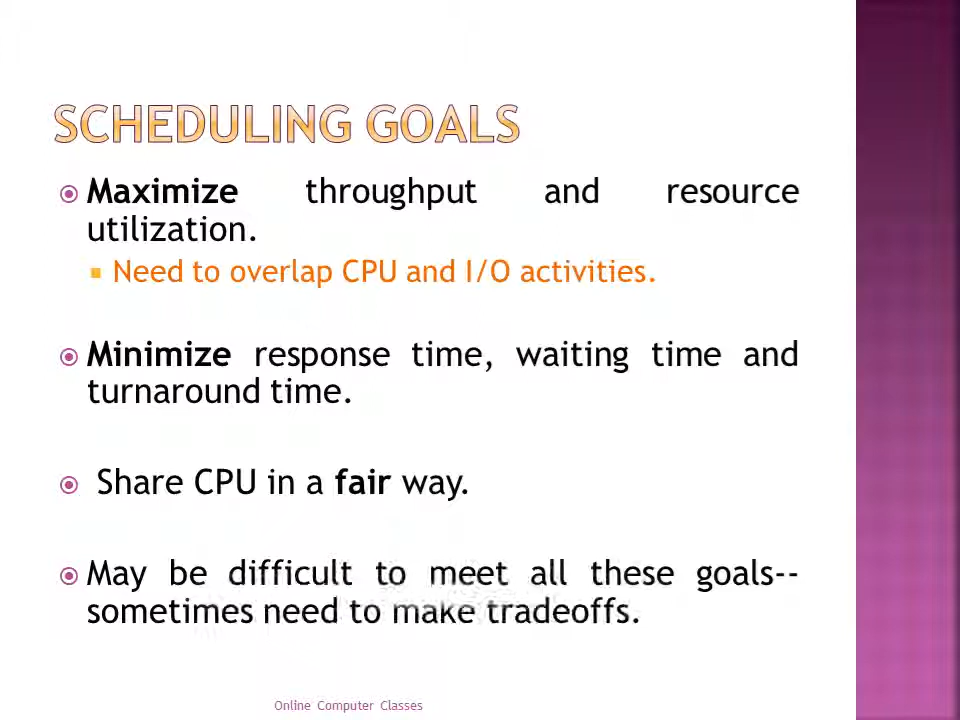 SCHEDULING GOALS
Maximize throughput and resource
utilization.
Need to overlap CPU and I/O activities.
Minimize response time, waiting time and
turnaround time.
Share CPU in a fair way.
May be difficult to meet all these goals--
sometimes need to make tradeoffs.
Online Computer Classes